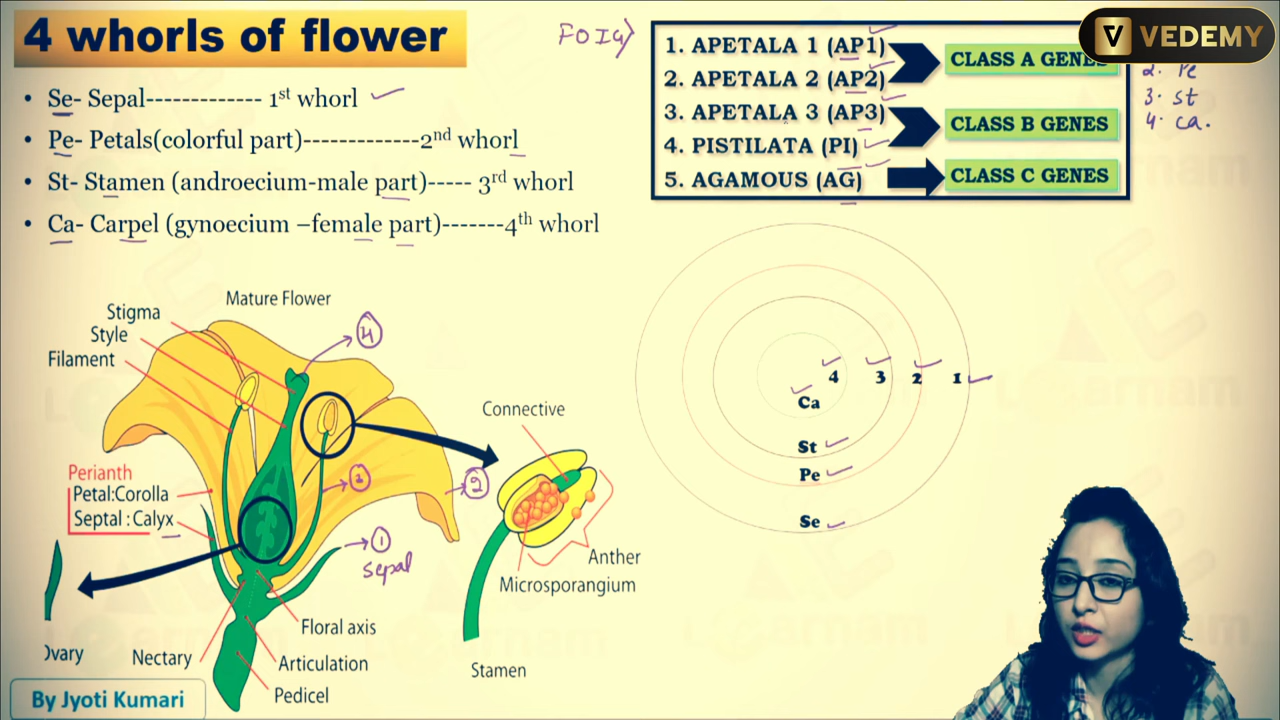 4 whorls of flower
• Se- Sepal------------- 1st whorl
• Pe- Petals(colorful part)------------2nd whorl
• St- Stamen (androecium-male part)----- 3rd whorl
• Ca- Carpel (gynoecium –female part)-------4th whorl
1. APETALA 1 (AP1)
2. APETALA 2 (AP2)
3. APETALA 3 (AP3)
4. PISTILATA (PI)
5. AGAMOUS (AG)
CLASS A GENES
CLASS B GENES
CLASS C GENES
VEDEMY
2. Pe
3. st
4. ca.
Mature Flower
Stigma
Style
Filament
4
Perianth
Petal:Corolla
Septal : Calyx
2
1
sepal
Connective
Anther
Microsporangium
Stamen
Floral axis
Articulation
Pedicel
Nectary
Ovary
4 3 2 1
Ca
St
Pe
Se
By Jyoti Kumari